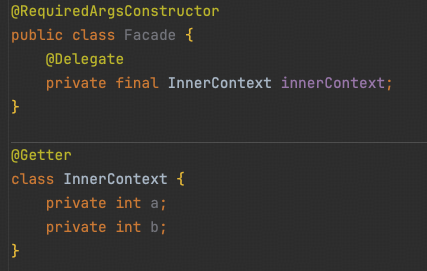 @RequiredArgsConstructor
public class Facade {
    @Delegate
    private final InnerContext innerContext;
}
@Getter
class InnerContext {
    private int a;
    private int b;
}